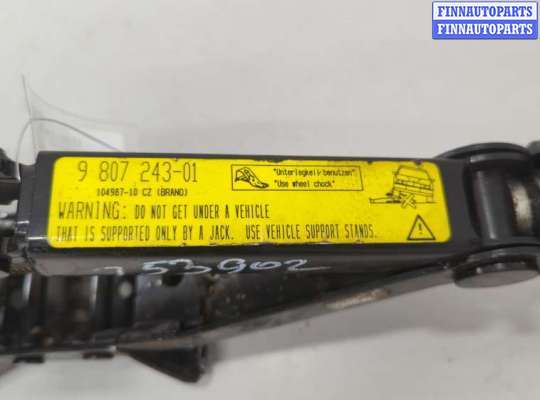 FINNAUTOPARTS
FINNAUTOPARTS
9 807 243-01
104987-10 CZ (BRANO)
"Unterlegkeil benutzen"
"Use wheel chock"
WARNING: DO NOT GET UNDER A VEHICLE
THAT IS SUPPORTED ONLY BY A JACK. USE VEHICLE SUPPORT STANDS.
253902